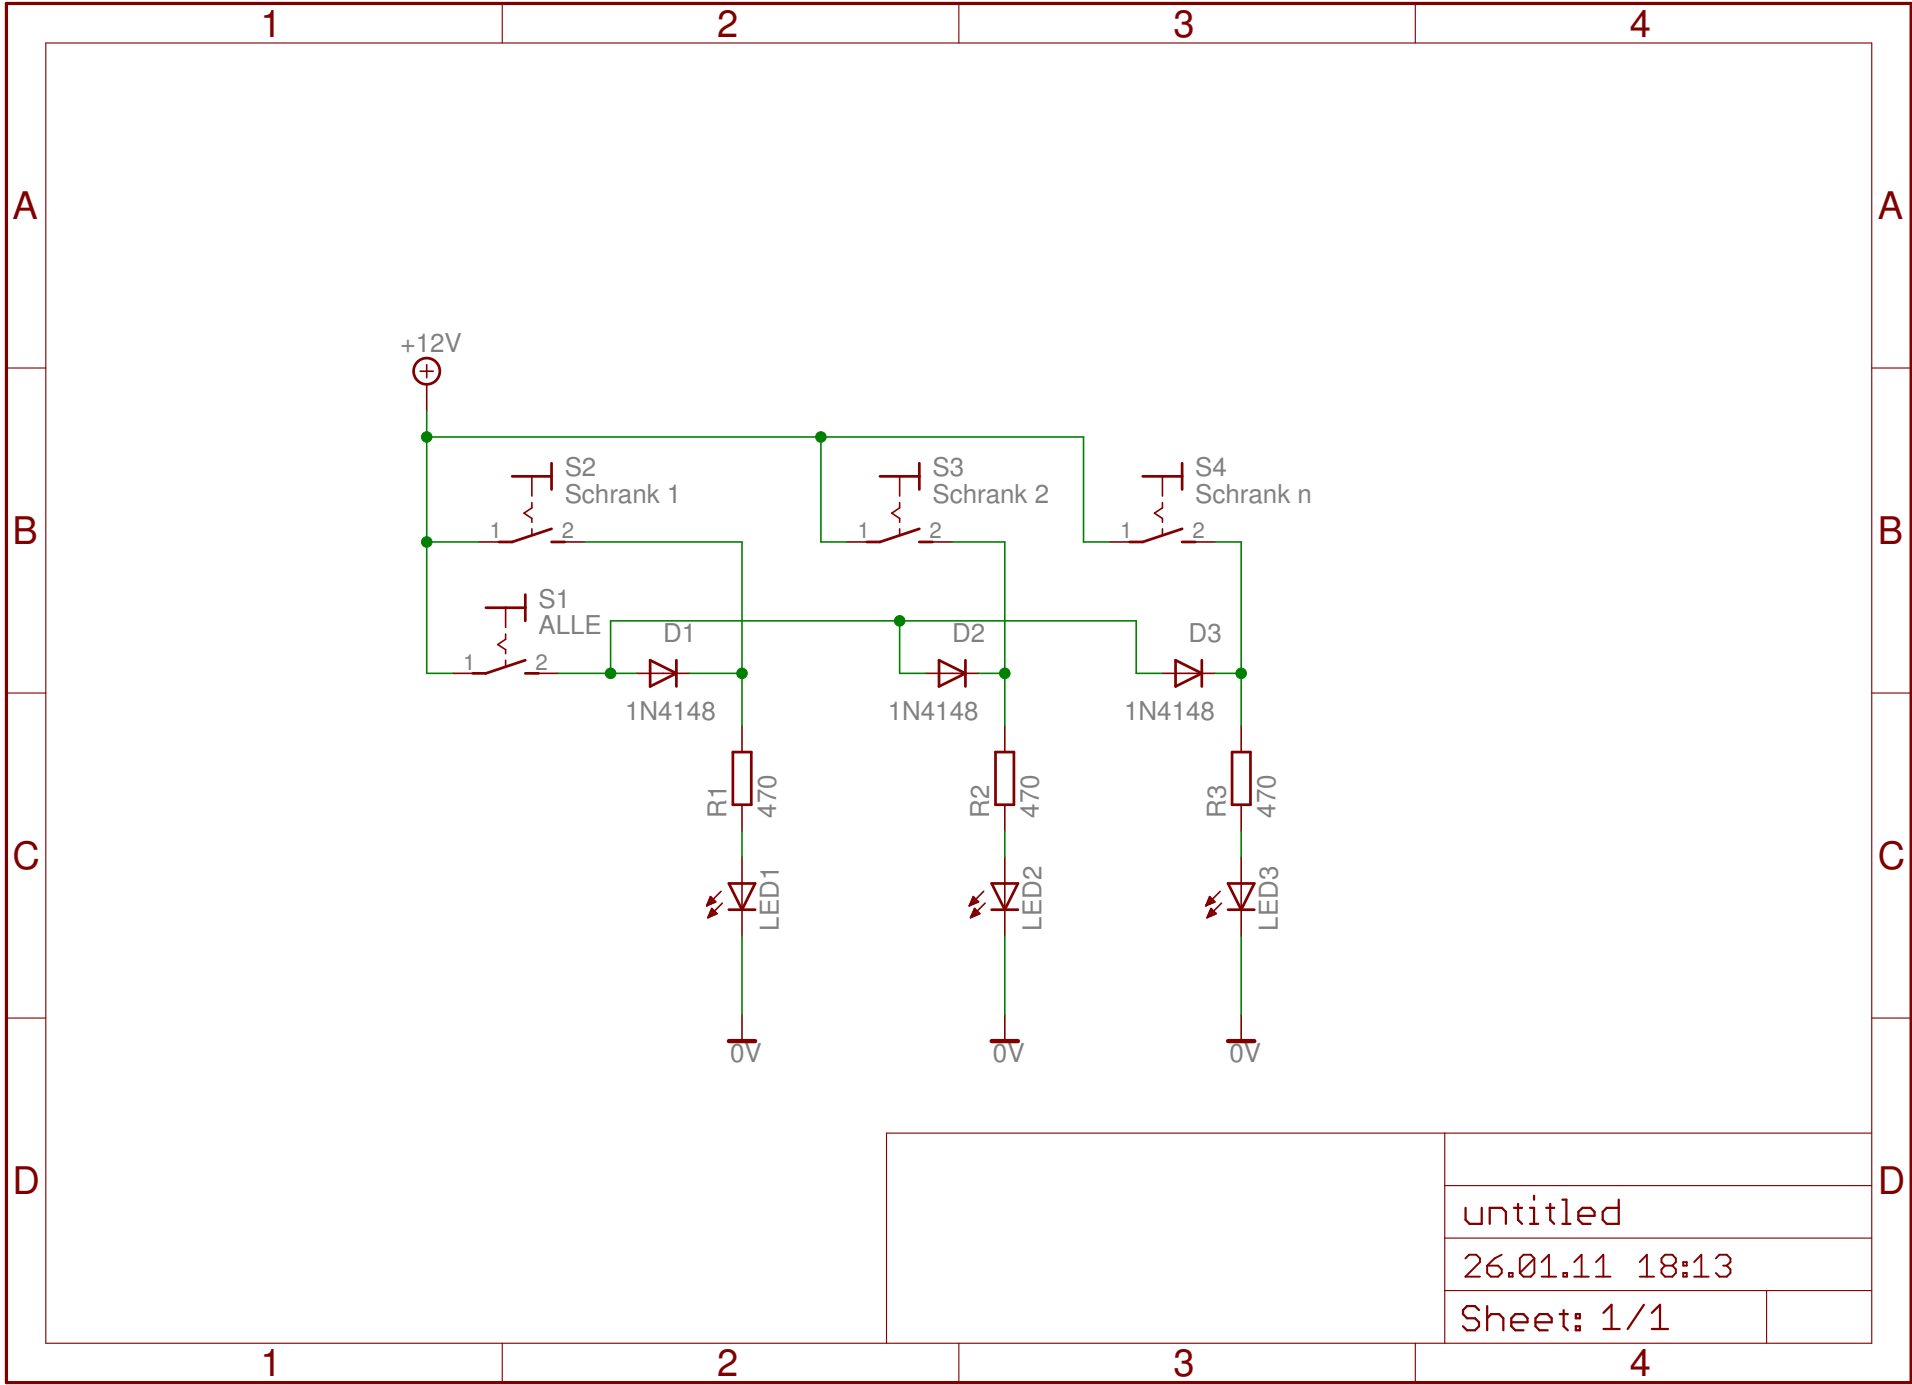 1 2 3 4
A A
+12V
S2
Schrank 1
S3
Schrank 2
S4
Schrank n
B B
1 2
1 2
1 2
S1
ALLE
1 2
D1
D2
D3
1N4148
1N4148
1N4148
R1
470
R2
470
R3
470
C C
LED1
LED2
LED3
0V
0V
0V
D D
untitled
26.01.11 18:13
Sheet: 1/1
1 2 3 4